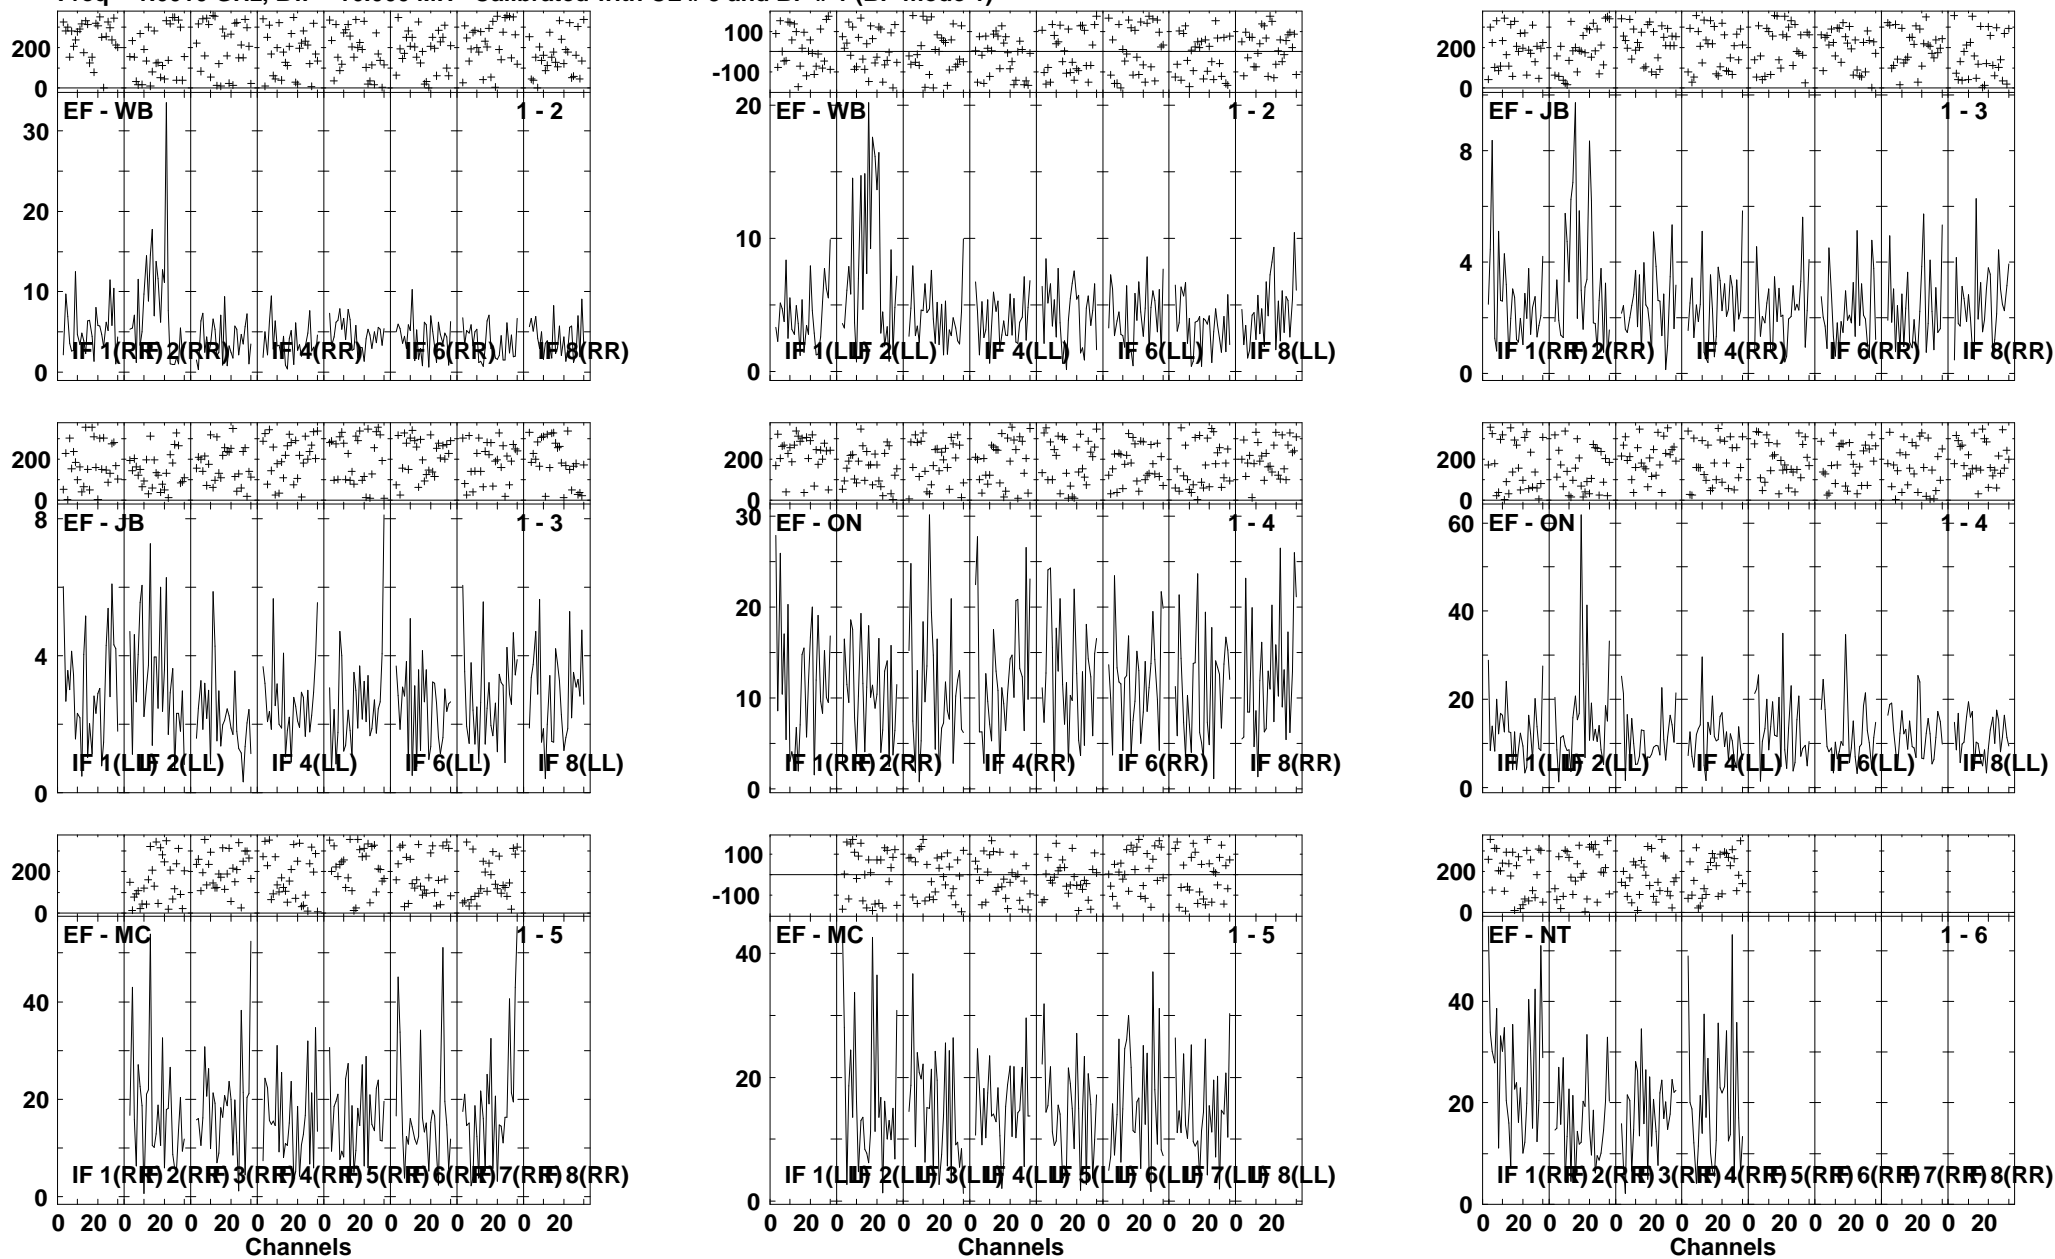 200
0
EF - WB
1 - 2
30
20
10
0
IF 1(RR)
IF 2(RR)
IF 4(RR)
IF 6(RR)
IF 8(RR)
100
-100
EF - WB
1 - 2
20
10
0
IF 1(LL)
IF 2(LL)
IF 4(LL)
IF 6(LL)
IF 8(LL)
200
0
EF - JB
1 - 3
8
4
0
IF 1(RR)
IF 2(RR)
IF 4(RR)
IF 6(RR)
IF 8(RR)
200
0
EF - JB
1 - 3
8
4
0
IF 1(LL)
IF 2(LL)
IF 4(LL)
IF 6(LL)
IF 8(LL)
200
0
EF - ON
1 - 4
30
20
10
0
IF 1(RR)
IF 2(RR)
IF 4(RR)
IF 6(RR)
IF 8(RR)
200
0
EF - ON
1 - 4
60
40
20
0
IF 1(LL)
IF 2(LL)
IF 4(LL)
IF 6(LL)
IF 8(LL)
200
0
EF - MC
1 - 5
40
20
0
IF 1(RR)
IF 2(RR)
IF 3(RR)
IF 4(RR)
IF 5(RR)
IF 6(RR)
IF 7(RR)
IF 8(RR)
0 20 0 20 0 20 0 20 0 20 0 20 0 20 0 20
Channels
100
-100
EF - MC
1 - 5
40
20
0
IF 1(LL)
IF 2(LL)
IF 3(LL)
IF 4(LL)
IF 5(LL)
IF 6(LL)
IF 7(LL)
IF 8(LL)
0 20 0 20 0 20 0 20 0 20 0 20 0 20 0 20
Channels
200
0
EF - NT
1 - 6
40
20
0
IF 1(RR)
IF 2(RR)
IF 3(RR)
IF 4(RR)
IF 5(RR)
IF 6(RR)
IF 7(RR)
IF 8(RR)
0 20 0 20 0 20 0 20 0 20 0 20 0 20 0 20
Channels